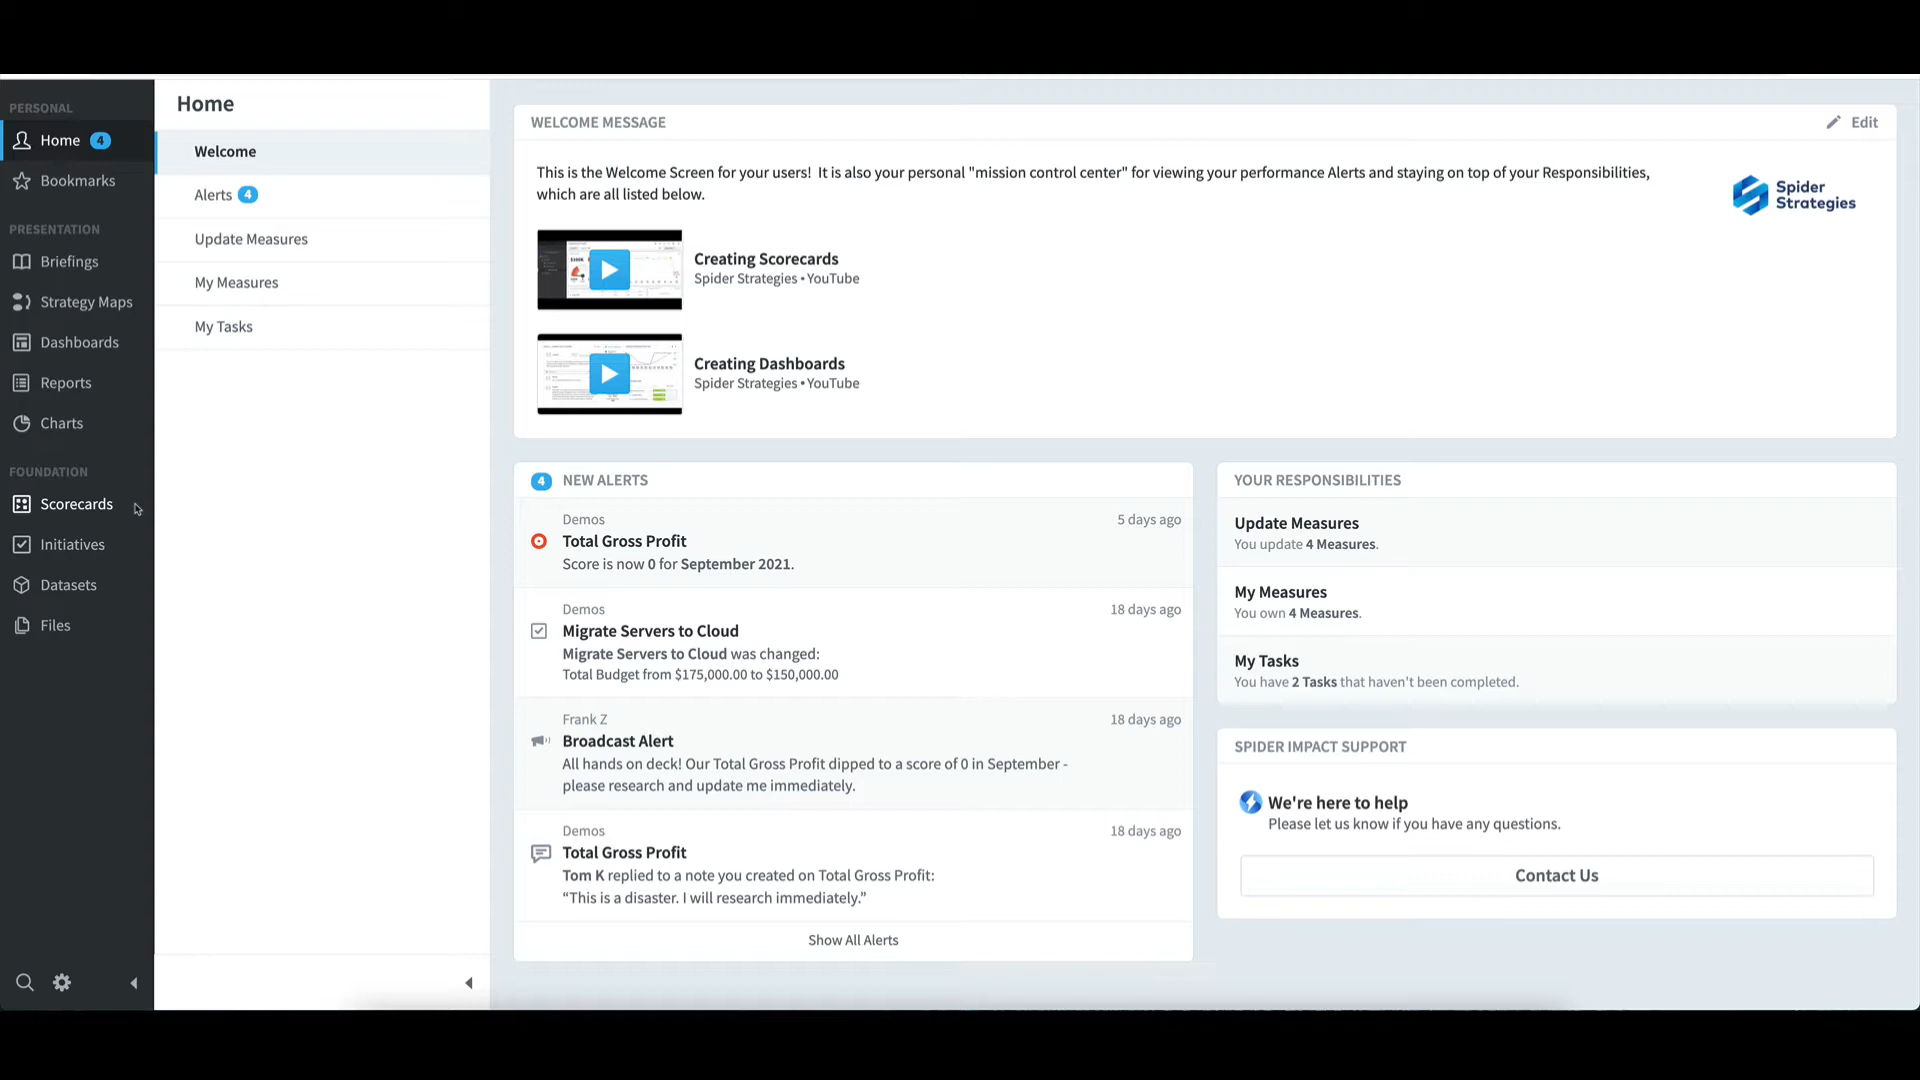 PERSONAL
Home 4
Bookmarks
PRESENTATION
Briefings
Strategy Maps
Dashboards
Reports
Charts
FOUNDATION
Scorecards
Initiatives
Datasets
Files
Home
Welcome
Alerts 4
Update Measures
My Measures
My Tasks
WELCOME MESSAGE
Edit
This is the Welcome Screen for your users!  It is also your personal "mission control center" for viewing your performance Alerts and staying on top of your Responsibilities,
which are all listed below.
Spider
Strategies
Creating Scorecards
Spider Strategies • YouTube
Creating Dashboards
Spider Strategies • YouTube
4 NEW ALERTS
Demos 5 days ago
Total Gross Profit
Score is now 0 for September 2021.
Demos 18 days ago
Migrate Servers to Cloud
Migrate Servers to Cloud was changed:
Total Budget from $175,000.00 to $150,000.00
Frank Z 18 days ago
Broadcast Alert
All hands on deck! Our Total Gross Profit dipped to a score of 0 in September -
please research and update me immediately.
Demos 18 days ago
Total Gross Profit
Tom K replied to a note you created on Total Gross Profit:
“This is a disaster. I will research immediately.”
Show All Alerts
YOUR RESPONSIBILITIES
Update Measures
You update 4 Measures.
My Measures
You own 4 Measures.
My Tasks
You have 2 Tasks that haven't been completed.
SPIDER IMPACT SUPPORT
We're here to help
Please let us know if you have any questions.
Contact Us